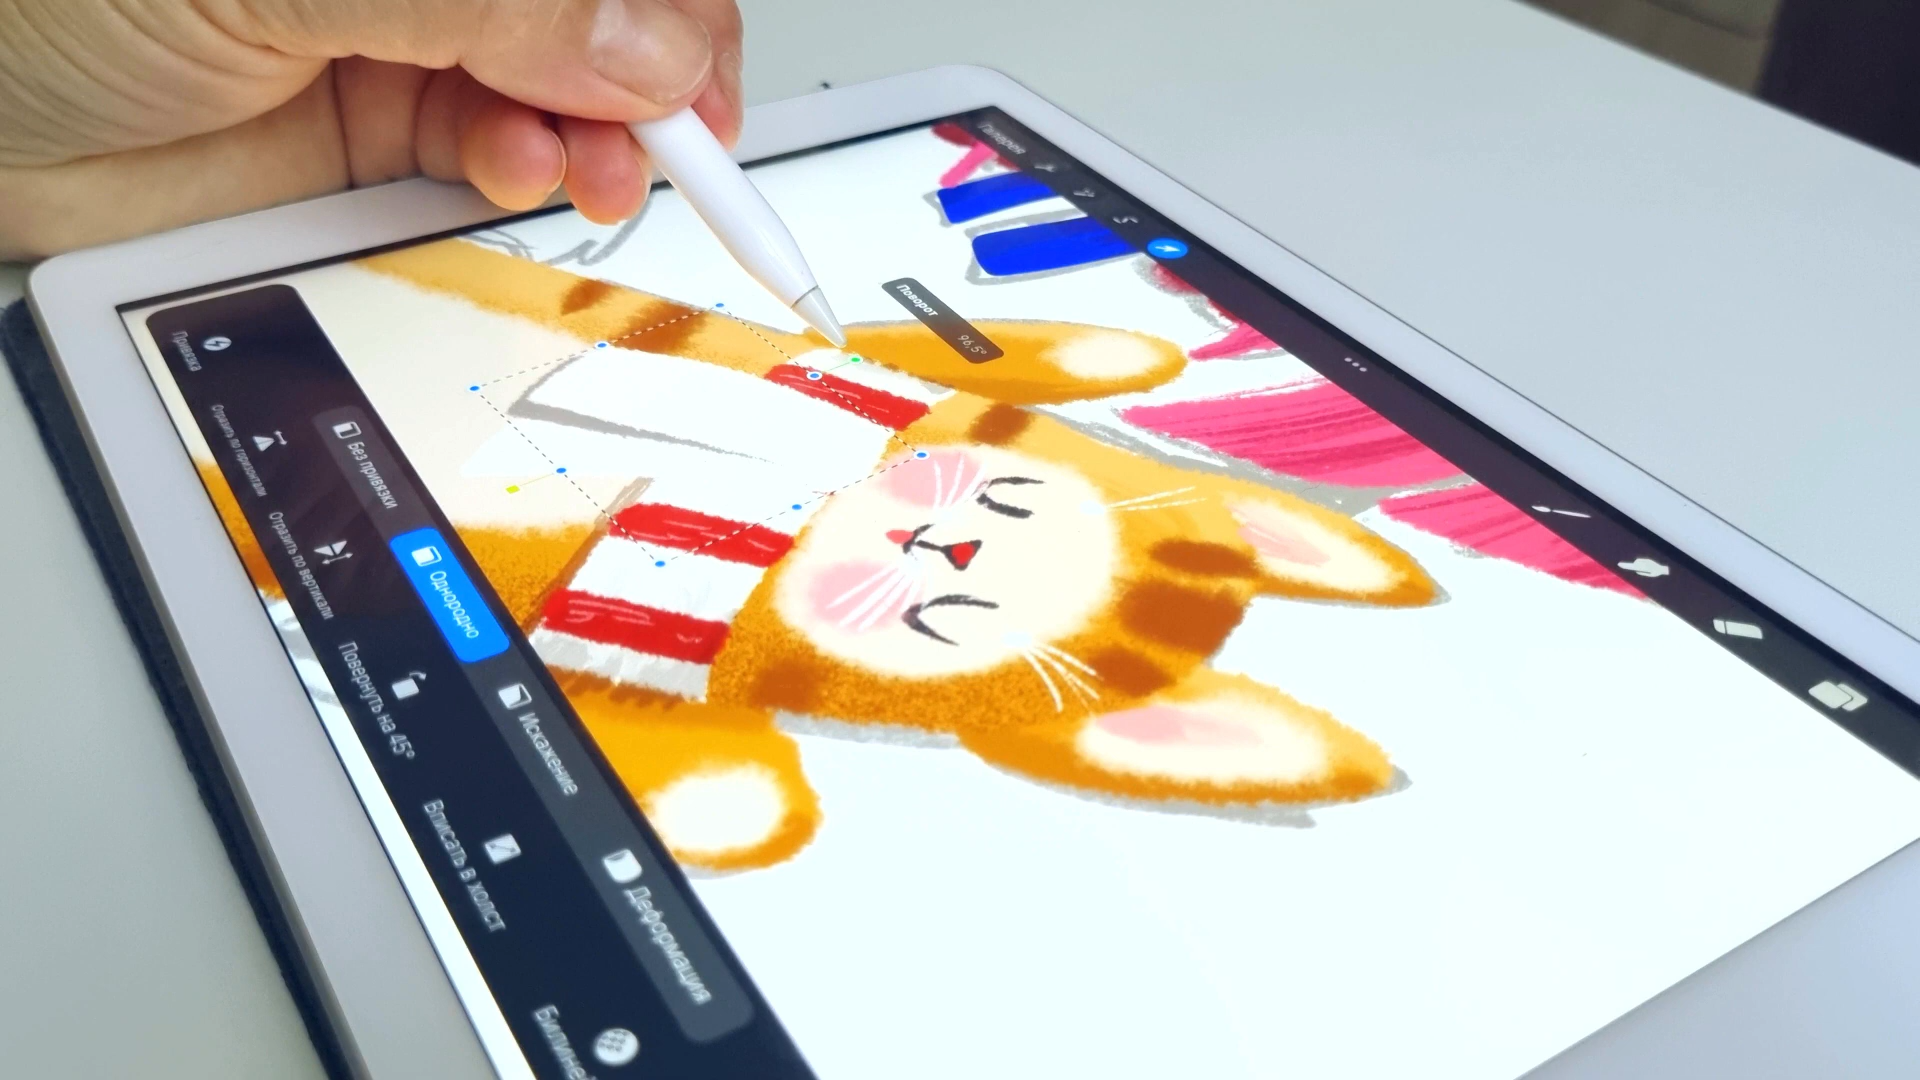 Галерея
Поворот
96,5°
Без привязки
Однородно
Искажение
Деформация
Привязка
Отразить по горизонтали
Отразить по вертикали
Повернуть на 45°
Вписать в холст